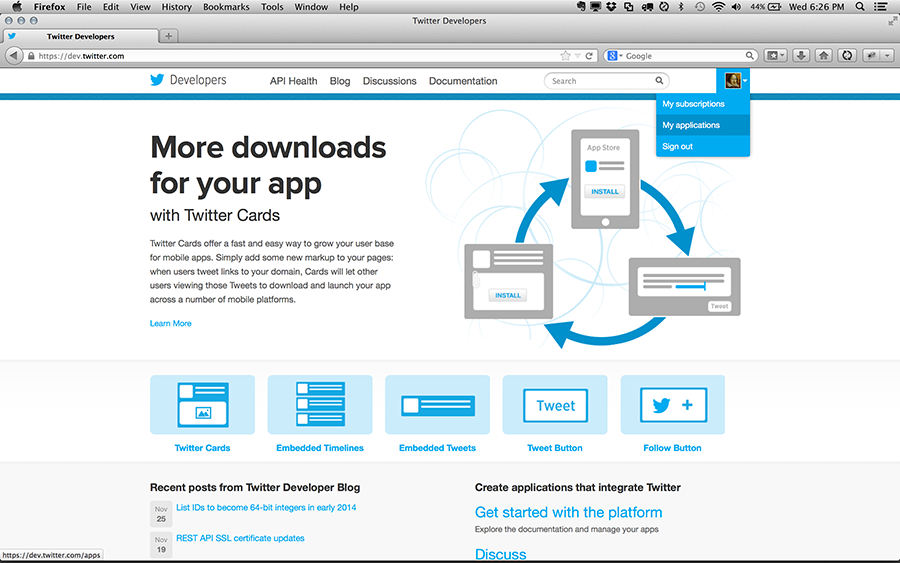 Firefox File Edit View History Bookmarks Tools Window Help 44% Wed 6:26 PM
Twitter Developers
Twitter Developers
https://dev.twitter.com
Google
Developers API Health Blog Discussions Documentation Search
My subscriptions
My applications
Sign out
More downloads
for your app
with Twitter Cards
Twitter Cards offer a fast and easy way to grow your user base
for mobile apps. Simply add some new markup to your pages:
when users tweet links to your domain, Cards will let other
users viewing those Tweets to download and launch your app
across a number of mobile platforms.
Learn More
App Store
INSTALL
INSTALL
Tweet
Tweet
Twitter Cards Embedded Timelines Embedded Tweets Tweet Button Follow Button
Recent posts from Twitter Developer Blog
Nov
25
List IDs to become 64-bit integers in early 2014
Nov
19
REST API SSL certificate updates
Create applications that integrate Twitter
Get started with the platform
Explore the documentation and manage your apps
Discuss
https://dev.twitter.com/apps